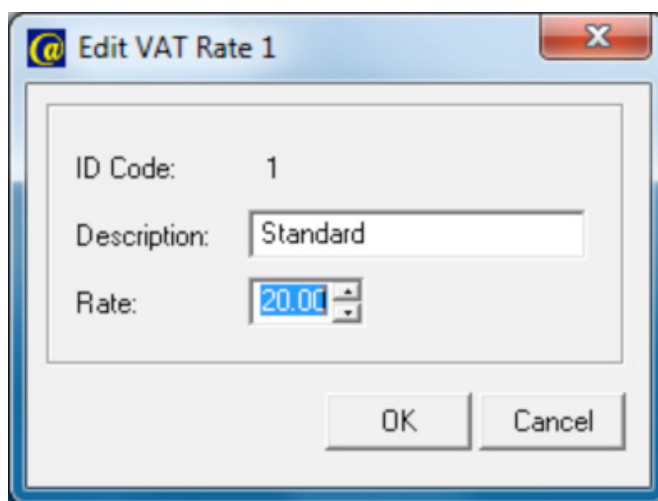 @ Edit VAT Rate 1
ID Code: 1
Description: Standard
Rate: 20.00
OK Cancel